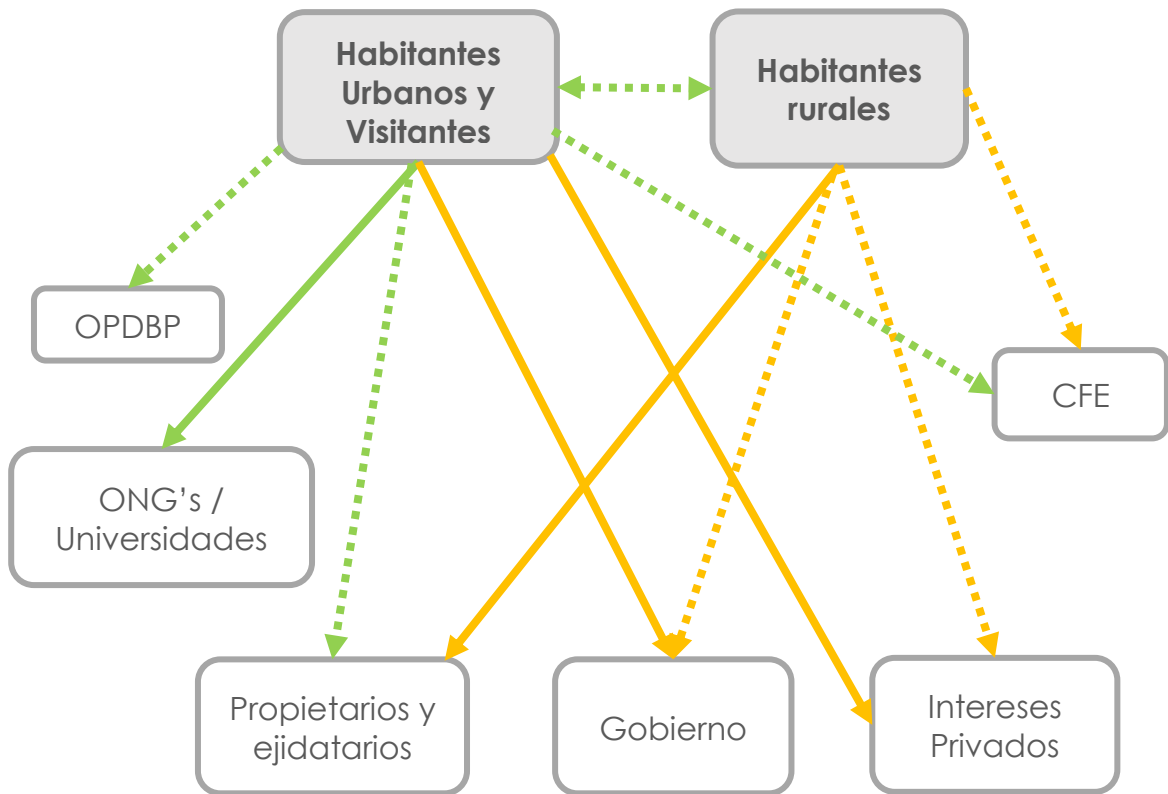 Habitantes
Urbanos y
Visitantes
Habitantes
rurales
OPDBP
CFE
ONG’s /
Universidades
Propietarios y
ejidatarios
Gobierno
Intereses
Privados